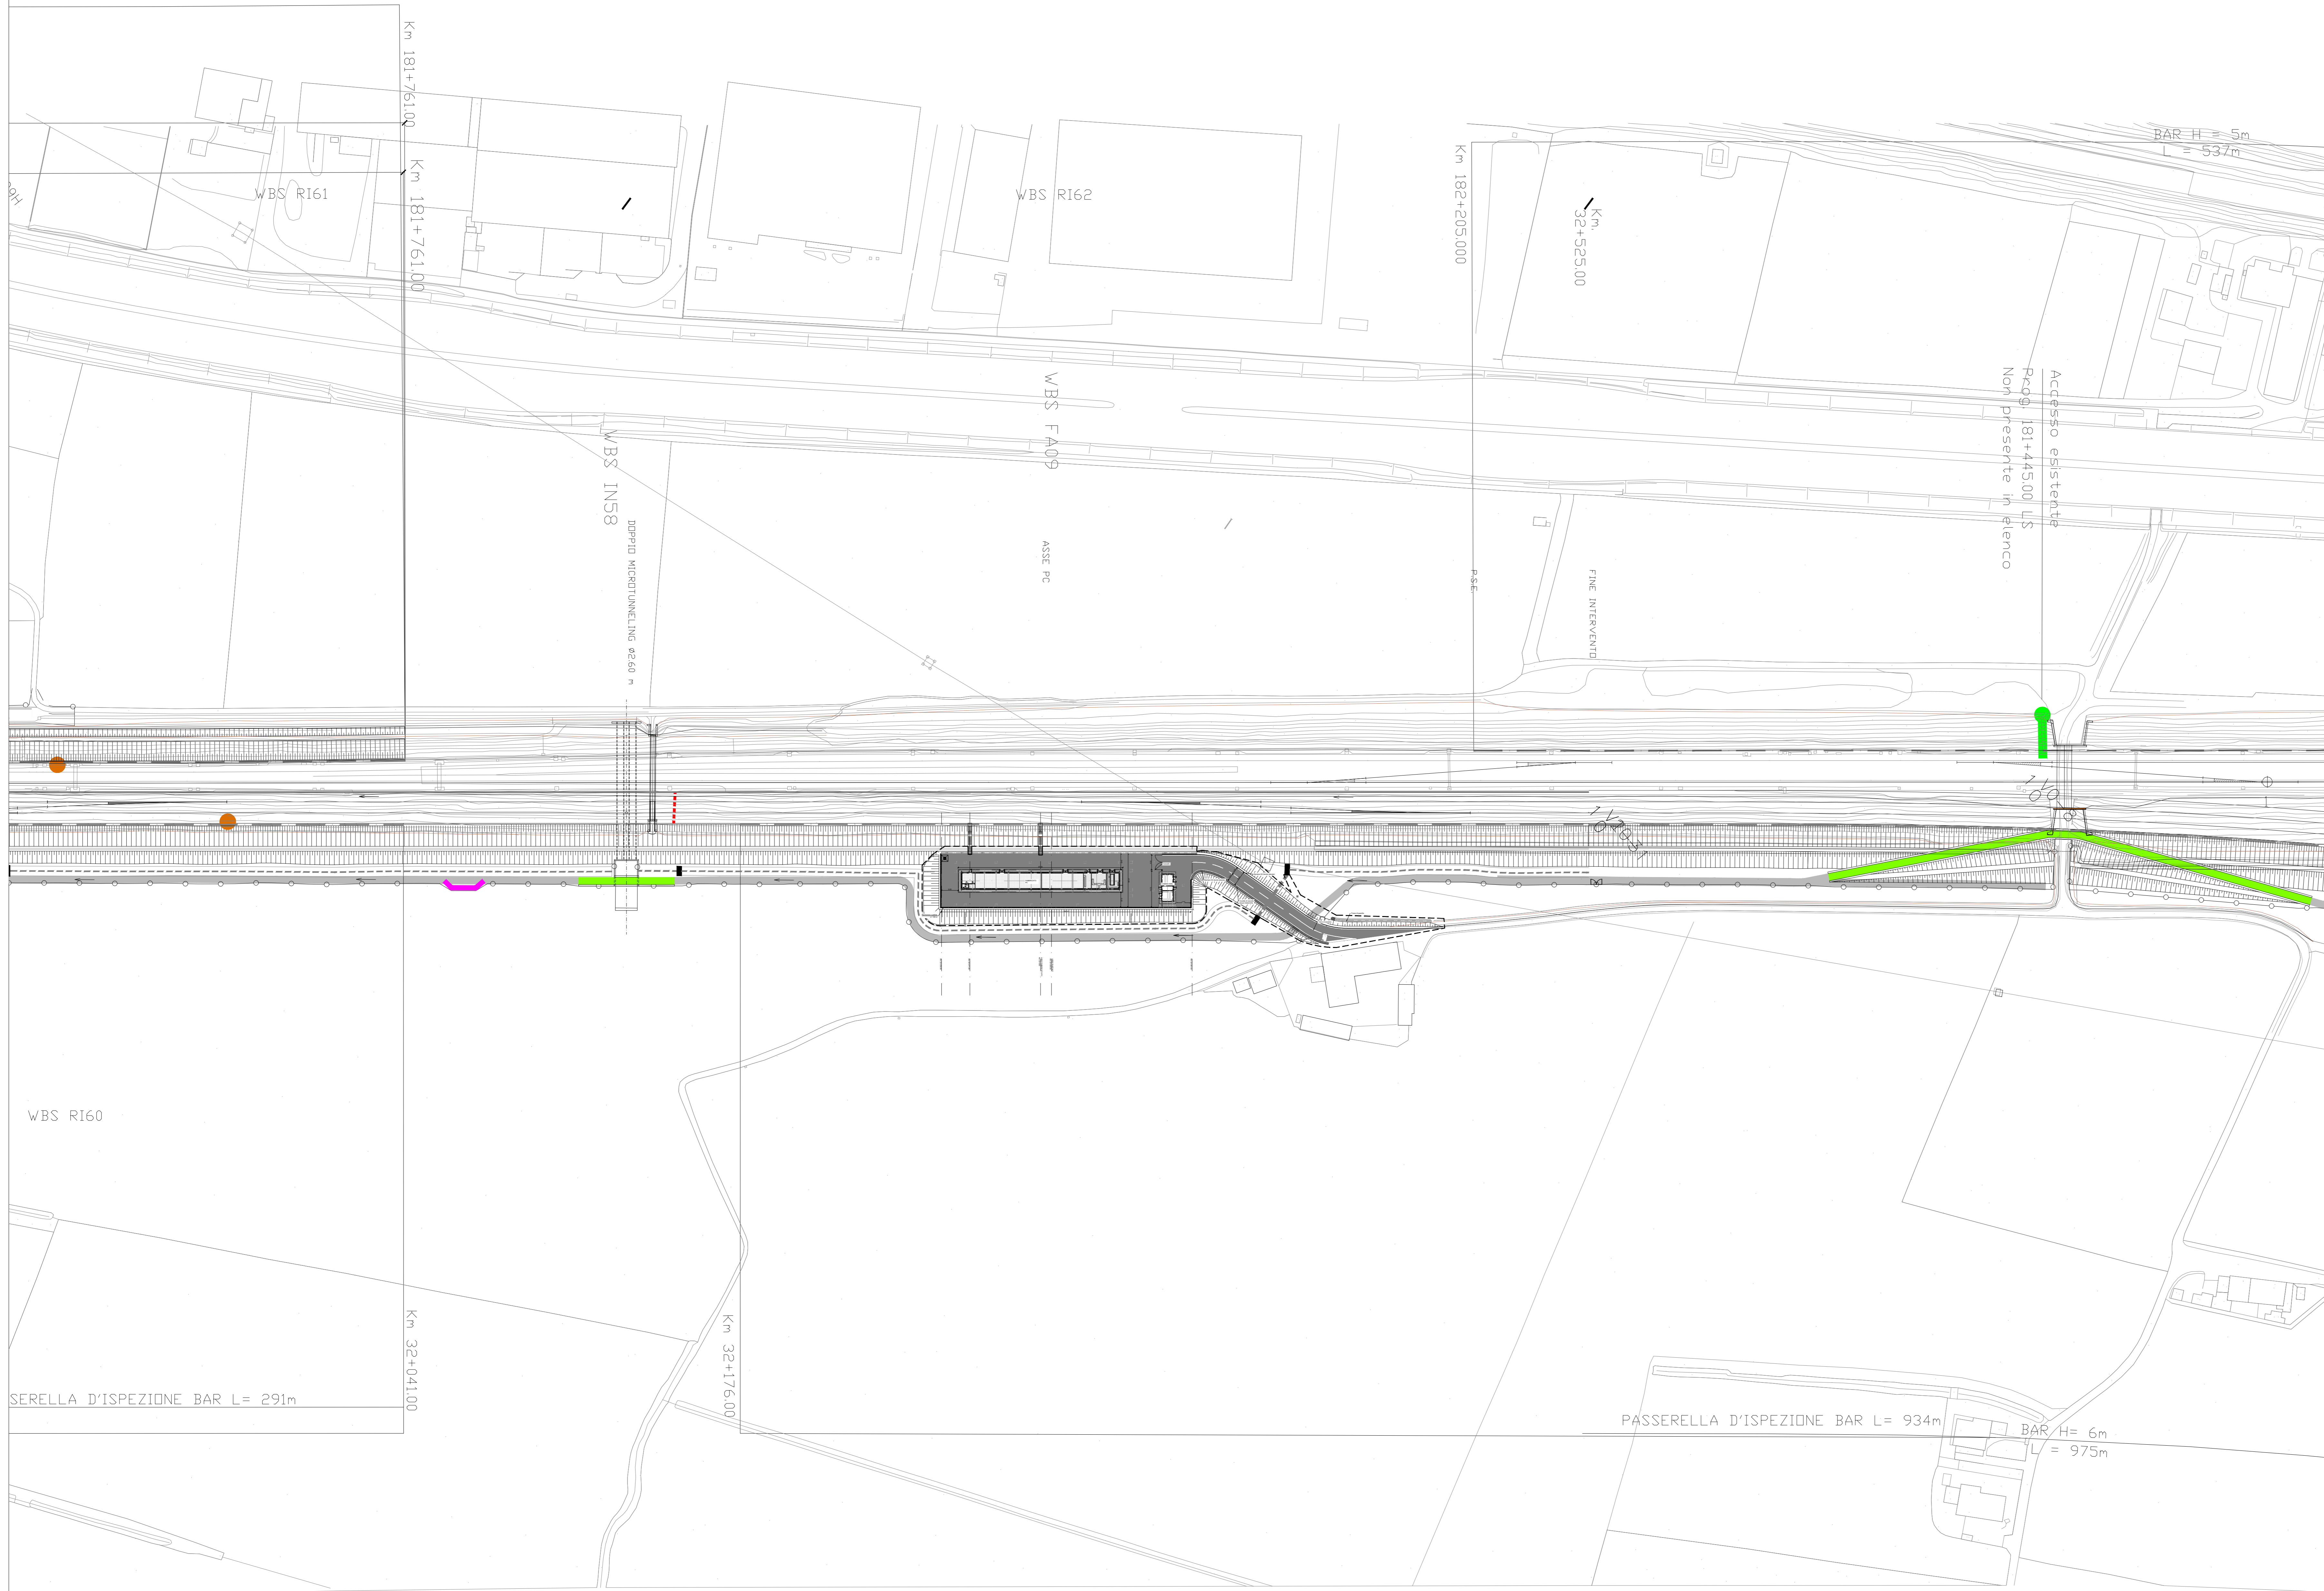 Km 181+761.00
Km 181+761.00
WBS RI61
WBS RI62
Km 182+205.000
Km.
32+525.00
BAR H = 5m
L = 537m
Accesso esistente
Prog. 181+445.00 LS
Non presente in elenco
WBS FA09
WBS IN58
DOPPIO MICROTUNNELING ø2.60 m
ASSE PC
P.S.E.
FINE INTERVENTO
WBS RI60
Km 32+041.00
Km 32+176.00
SERELLA D'ISPEZIONE BAR L= 291m
PASSERELLA D'ISPEZIONE BAR L= 934m
BAR H= 6m
L = 975m